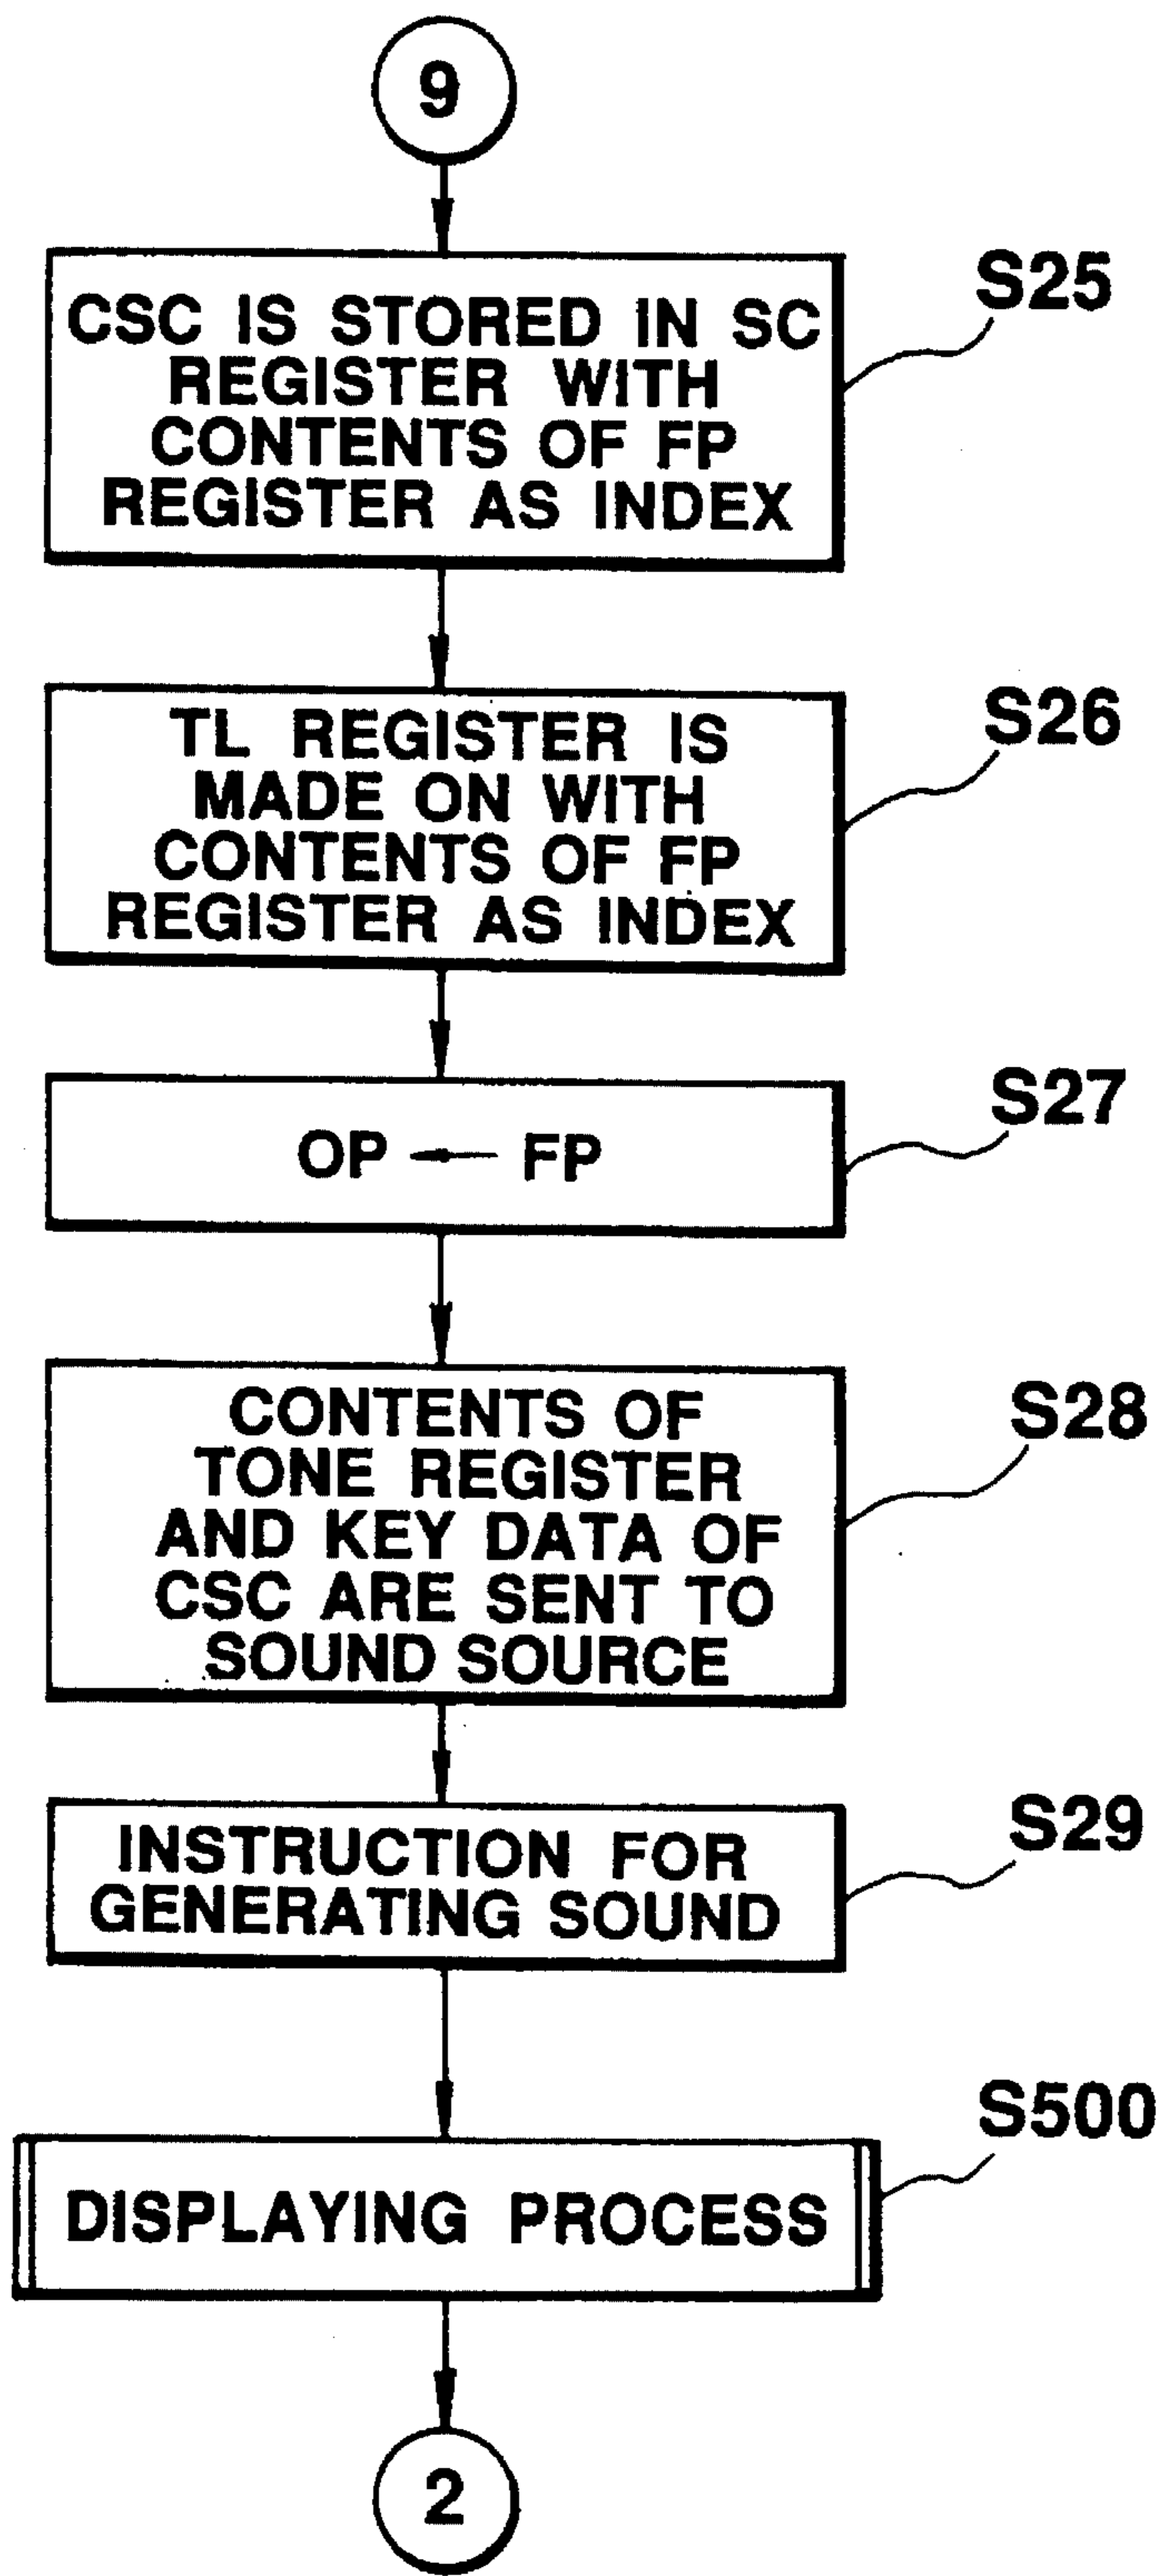 9
CSC IS STORED IN SC
REGISTER WITH
CONTENTS OF FP
REGISTER AS INDEX
S25
TL REGISTER IS
MADE ON WITH
CONTENTS OF FP
REGISTER AS INDEX
S26
OP ← FP
S27
CONTENTS OF
TONE REGISTER
AND KEY DATA OF
CSC ARE SENT TO
SOUND SOURCE
S28
INSTRUCTION FOR
GENERATING SOUND
S29
DISPLAYING PROCESS
S500
2